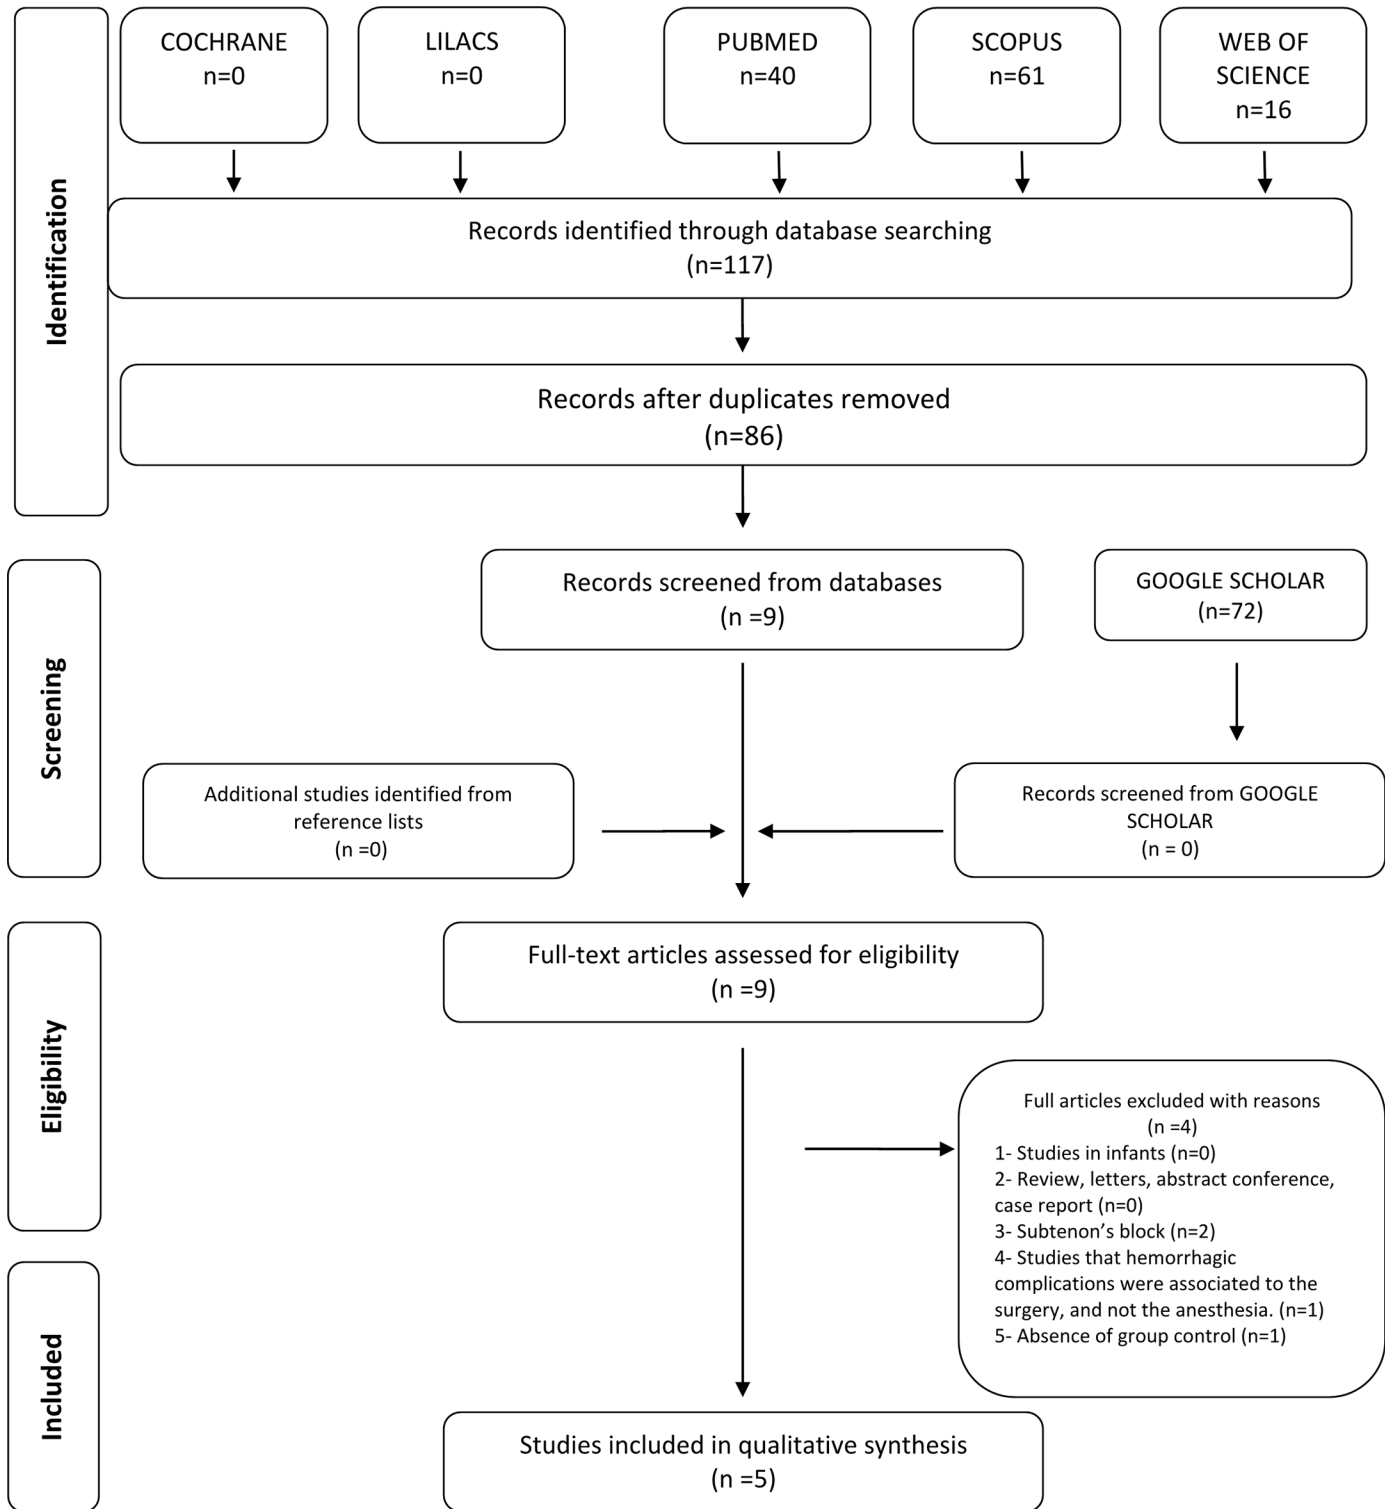 COCHRANE
n=0
LILACS
n=0
PUBMED
n=40
SCOPUS
n=61
WEB OF
SCIENCE
n=16
Identification
Records identified through database searching
(n=117)
Records after duplicates removed
(n=86)
Screening
Records screened from databases
(n =9)
GOOGLE SCHOLAR
(n=72)
Additional studies identified from
reference lists
(n =0)
Records screened from GOOGLE
SCHOLAR
(n = 0)
Eligibility
Full-text articles assessed for eligibility
(n =9)
Full articles excluded with reasons
(n =4)
1- Studies in infants (n=0)
2- Review, letters, abstract conference,
case report (n=0)
3- Subtenon’s block (n=2)
4- Studies that hemorrhagic
complications were associated to the
surgery, and not the anesthesia. (n=1)
5- Absence of group control (n=1)
Included
Studies included in qualitative synthesis
(n =5)